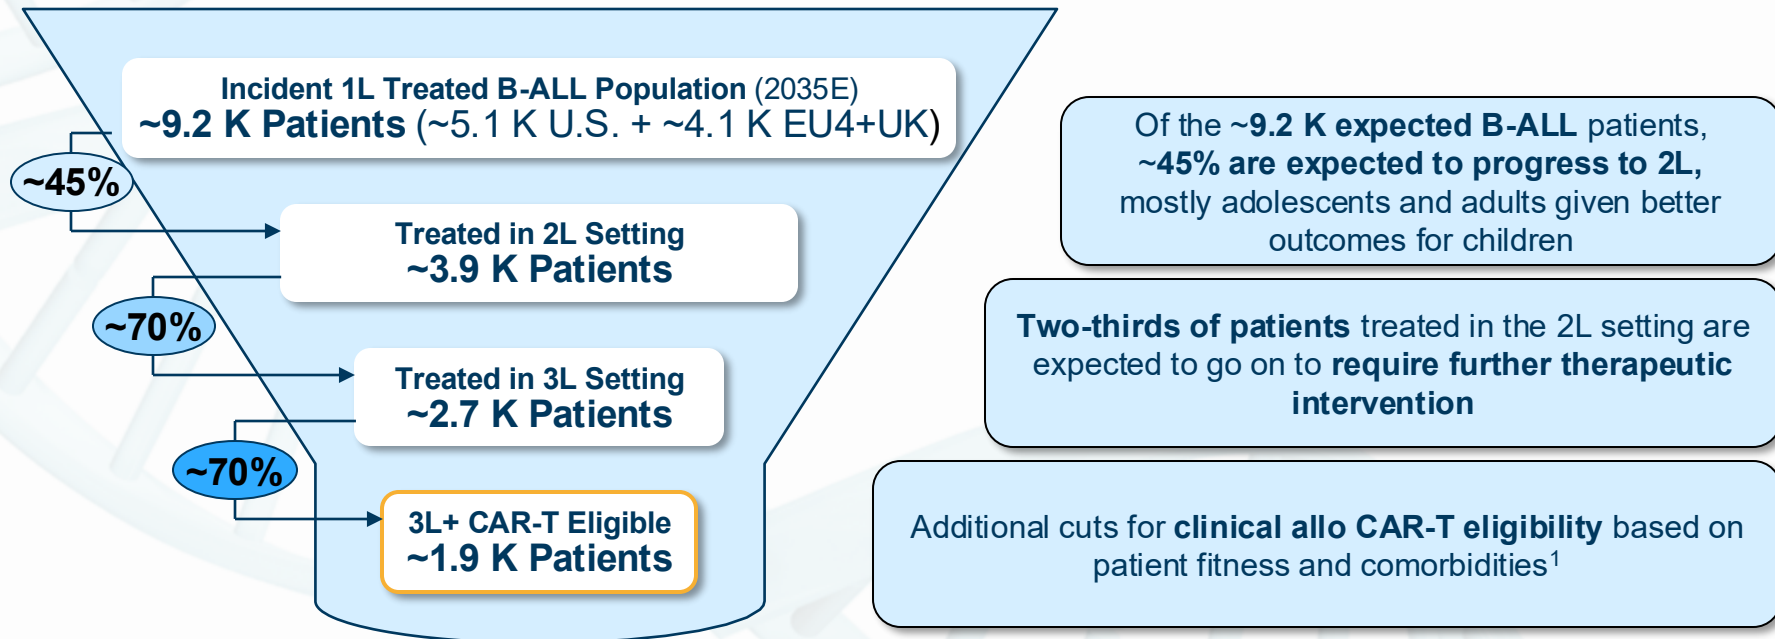 Incident 1L Treated B-ALL Population (2035E)
~9.2 K Patients (~5.1 K U.S. + ~4.1 K EU4+UK)
~45%
Treated in 2L Setting
~3.9 K Patients
~70%
Treated in 3L Setting
~2.7 K Patients
~70%
3L+ CAR-T Eligible
~1.9 K Patients
Of the ~9.2 K expected B-ALL patients,
~45% are expected to progress to 2L,
mostly adolescents and adults given better
outcomes for children
Two-thirds of patients treated in the 2L setting are
expected to go on to require further therapeutic
intervention
Additional cuts for clinical allo CAR-T eligibility based on
patient fitness and comorbidities¹